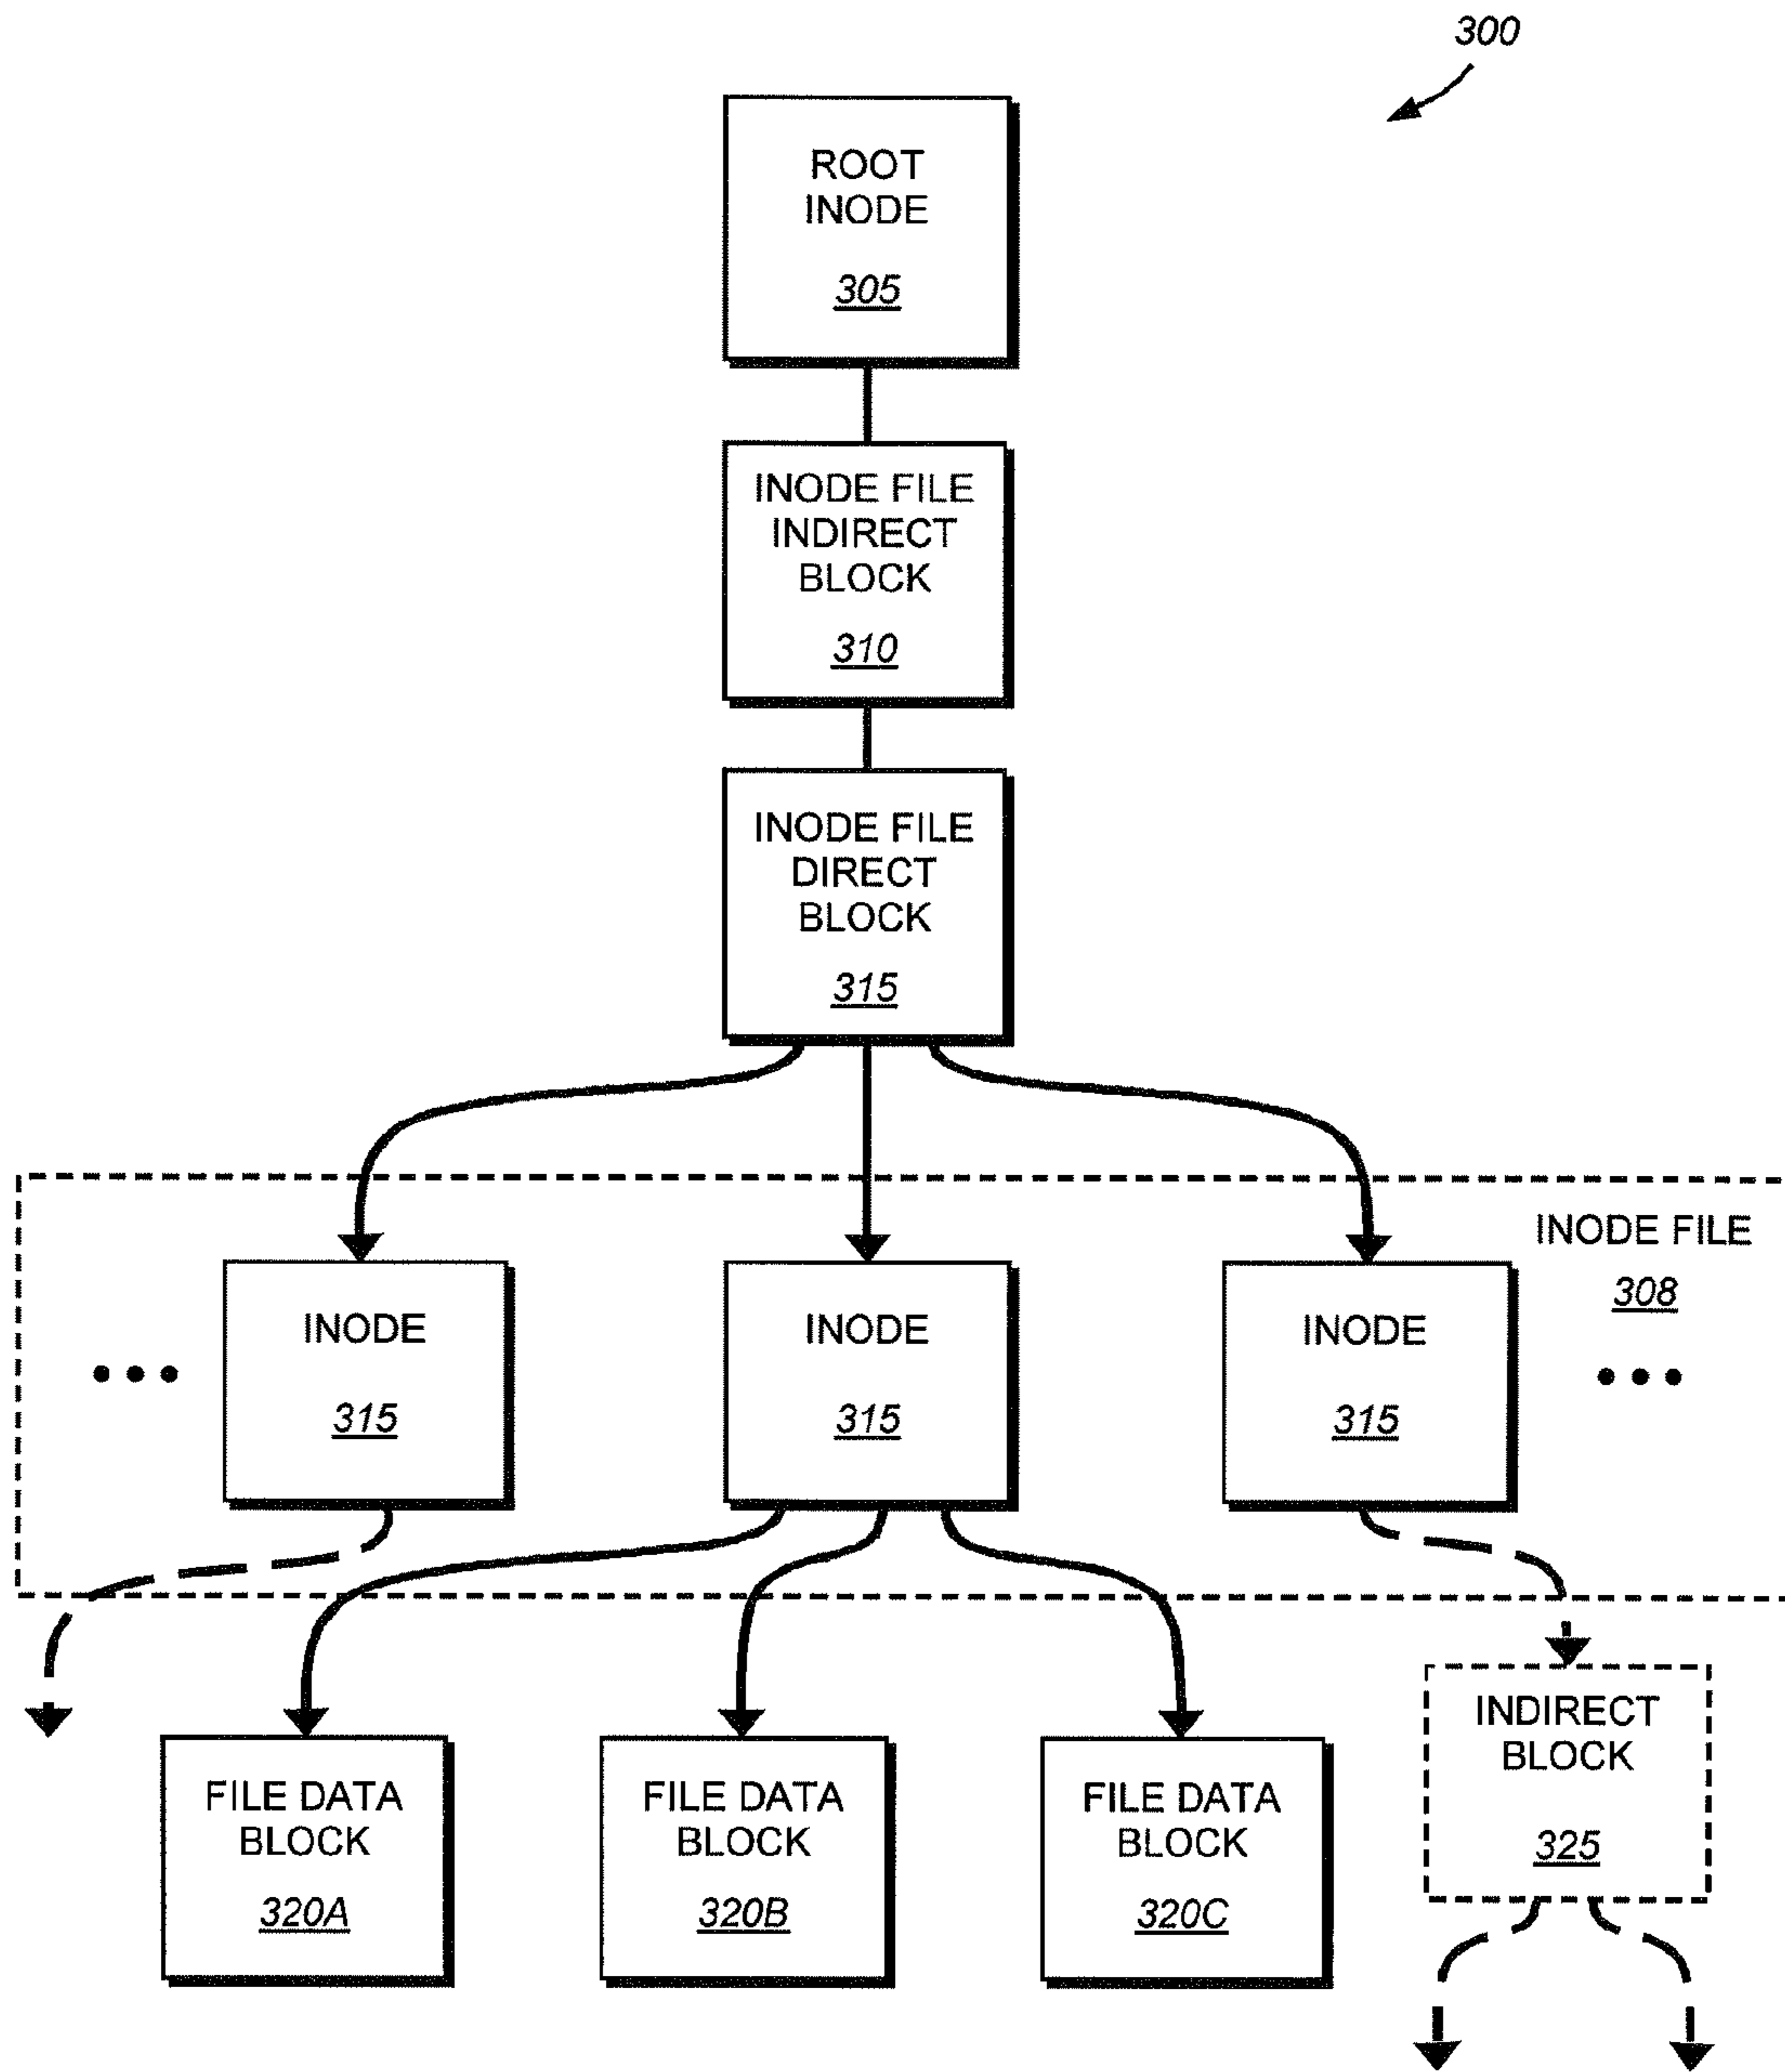 300
ROOT
INODE
305
INODE FILE
INDIRECT
BLOCK
310
INODE FILE
DIRECT
BLOCK
315
INODE FILE
308
INODE
315
INODE
315
INODE
315
FILE DATA
BLOCK
320A
FILE DATA
BLOCK
320B
FILE DATA
BLOCK
320C
INDIRECT
BLOCK
325